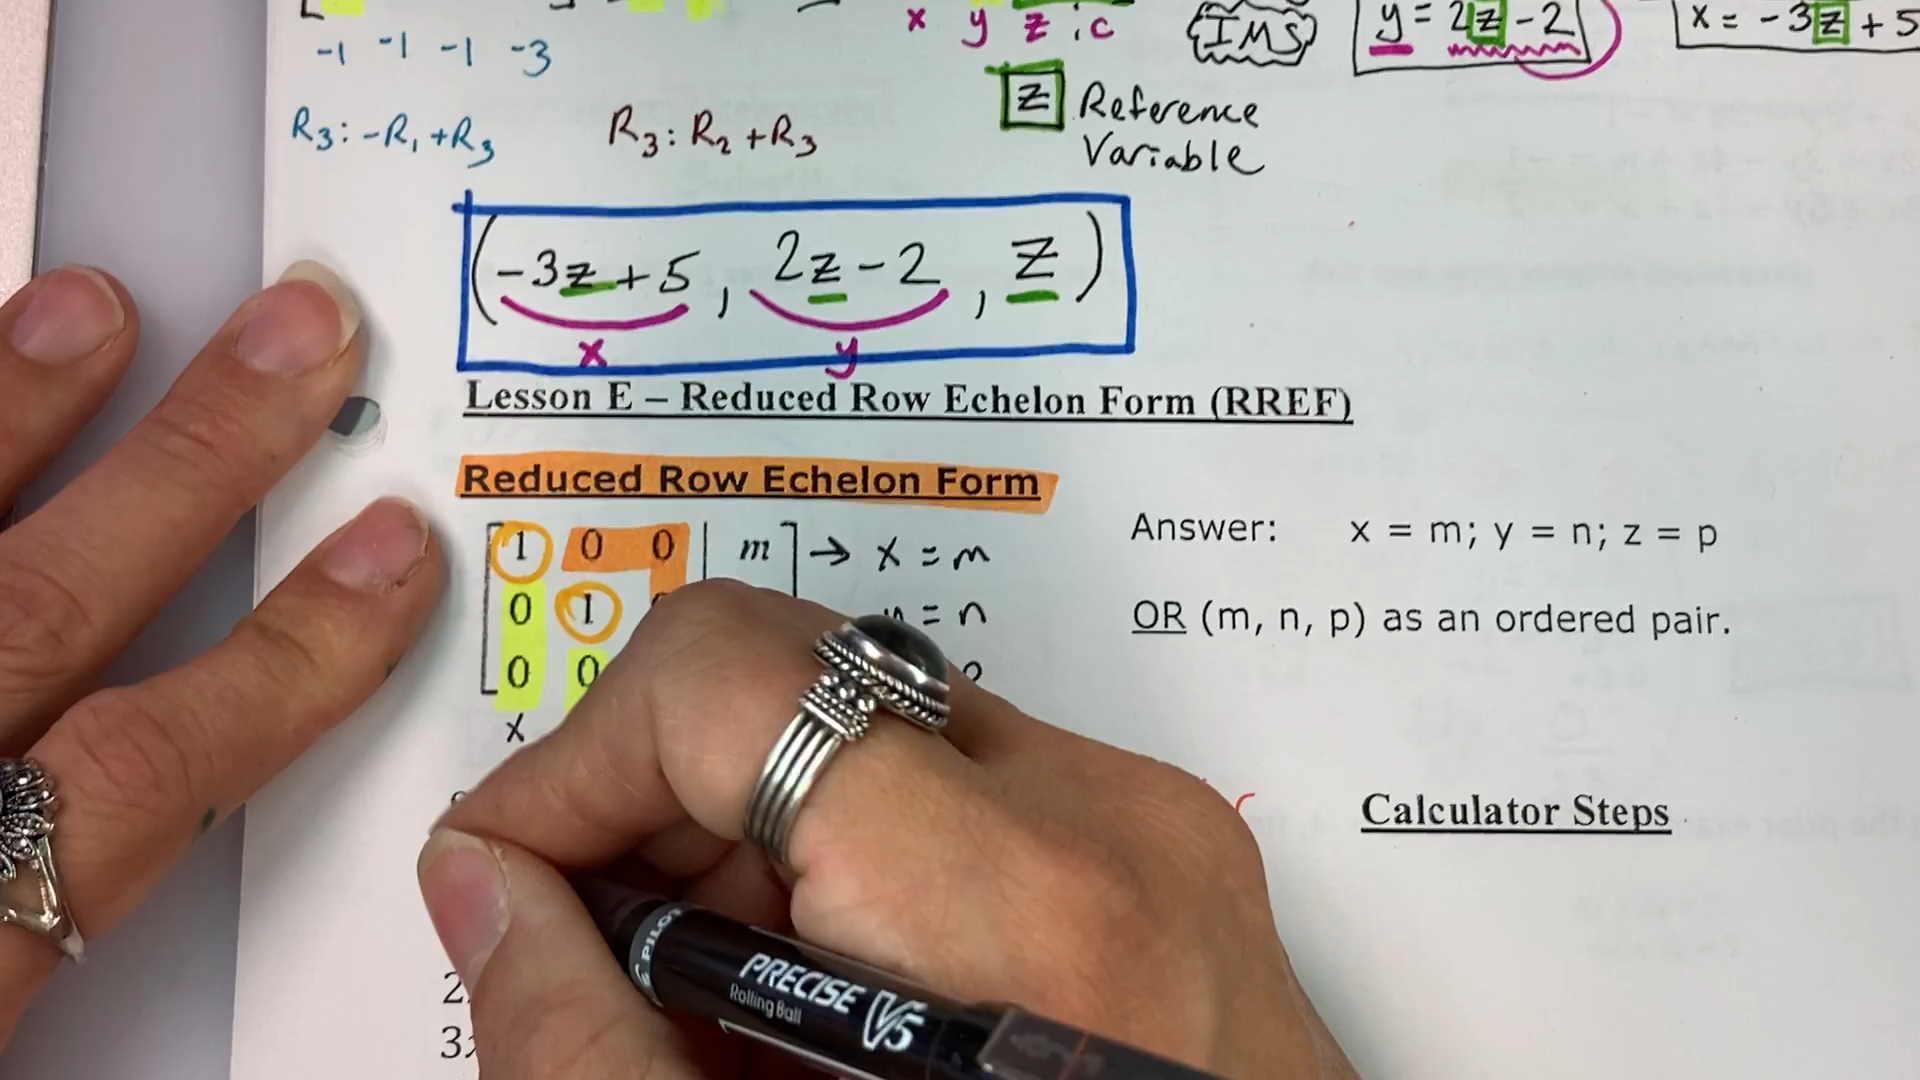 x y z : c
IMS
y = 2z - 2
x = -3z + 5
-1 -1 -1 -3
R3: -R1 + R3
R3: R2 + R3
z Reference
Variable
(-3z + 5, 2z - 2, z)
x y
Lesson E – Reduced Row Echelon Form (RREF)
Reduced Row Echelon Form
1 0 0 | m → x = m
0 1 = n
0 0
x
Answer: x = m; y = n; z = p
OR (m, n, p) as an ordered pair.
Calculator Steps
2
3
PILOT
PRECISE V5
Rolling Ball